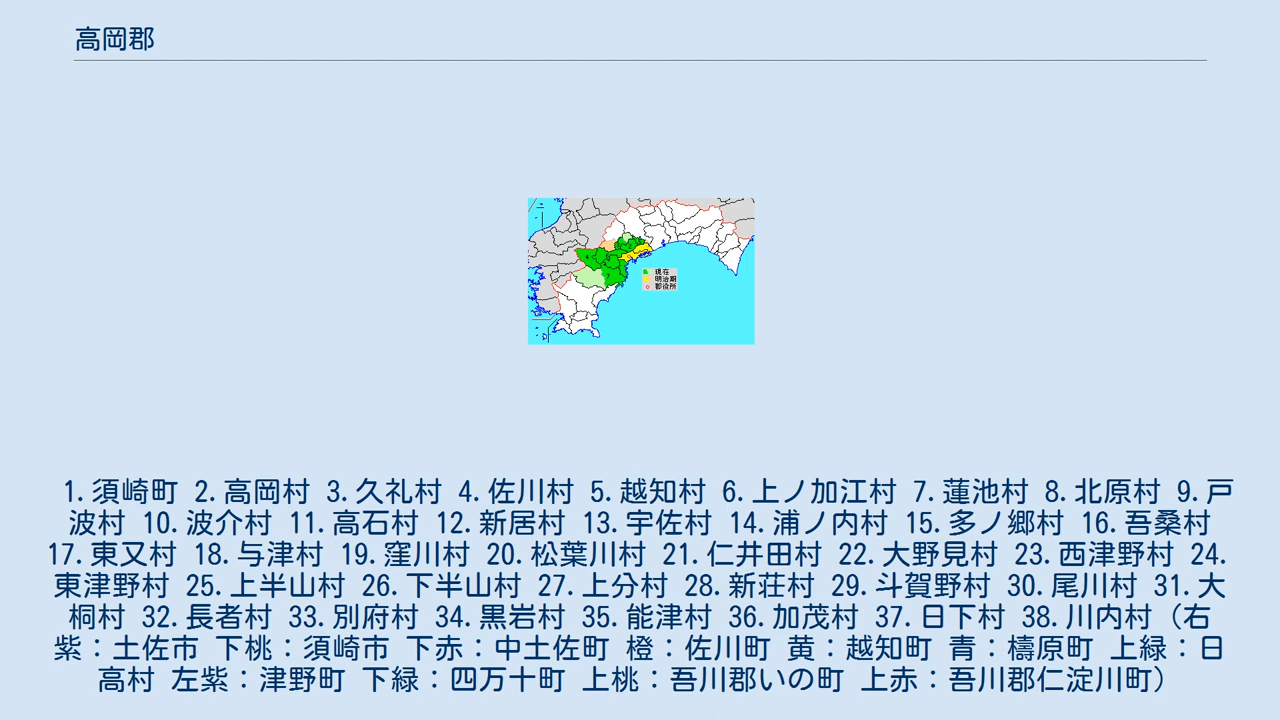 高岡郡
現在
明治期
郡役所
1.須崎町 2.高岡村 3.久礼村 4.佐川村 5.越知村 6.上ノ加江村 7.蓮池村 8.北原村 9.戸
波村 10.波介村 11.高石村 12.新居村 13.宇佐村 14.浦ノ内村 15.多ノ郷村 16.吾桑村
17.東又村 18.与津村 19.窪川村 20.松葉川村 21.仁井田村 22.大野見村 23.西津野村 24.
東津野村 25.上半山村 26.下半山村 27.上分村 28.新荘村 29.斗賀野村 30.尾川村 31.大
桐村 32.長者村 33.別府村 34.黒岩村 35.能津村 36.加茂村 37.日下村 38.川内村（右
紫：土佐市 下桃：須崎市 下赤：中土佐町 橙：佐川町 黄：越知町 青：檮原町 上緑：日
高村 左紫：津野町 下緑：四万十町 上桃：吾川郡いの町 上赤：吾川郡仁淀川町）